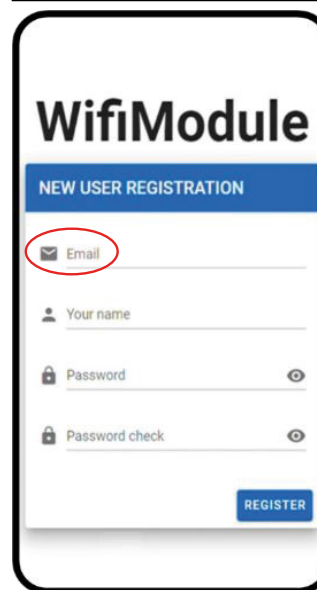 WifiModule
NEW USER REGISTRATION
Email
Your name
Password
Password check
REGISTER